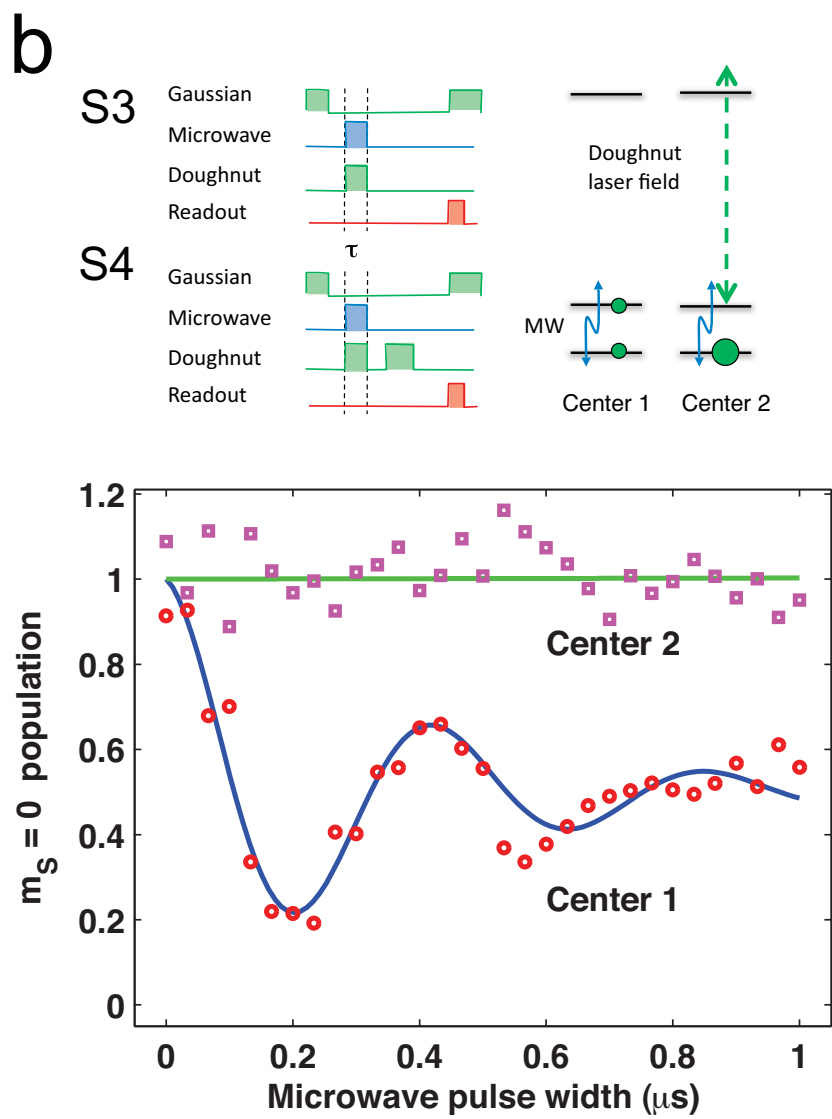 b
S3
Gaussian
Microwave
Doughnut
Readout
τ
S4
Gaussian
Microwave
Doughnut
Readout
Doughnut
laser field
MW
Center 1
Center 2
1.2
1
0.8
0.6
0.4
0.2
0
m_S = 0 population
Center 2
Center 1
0
0.2
0.4
0.6
0.8
1
Microwave pulse width (μs)